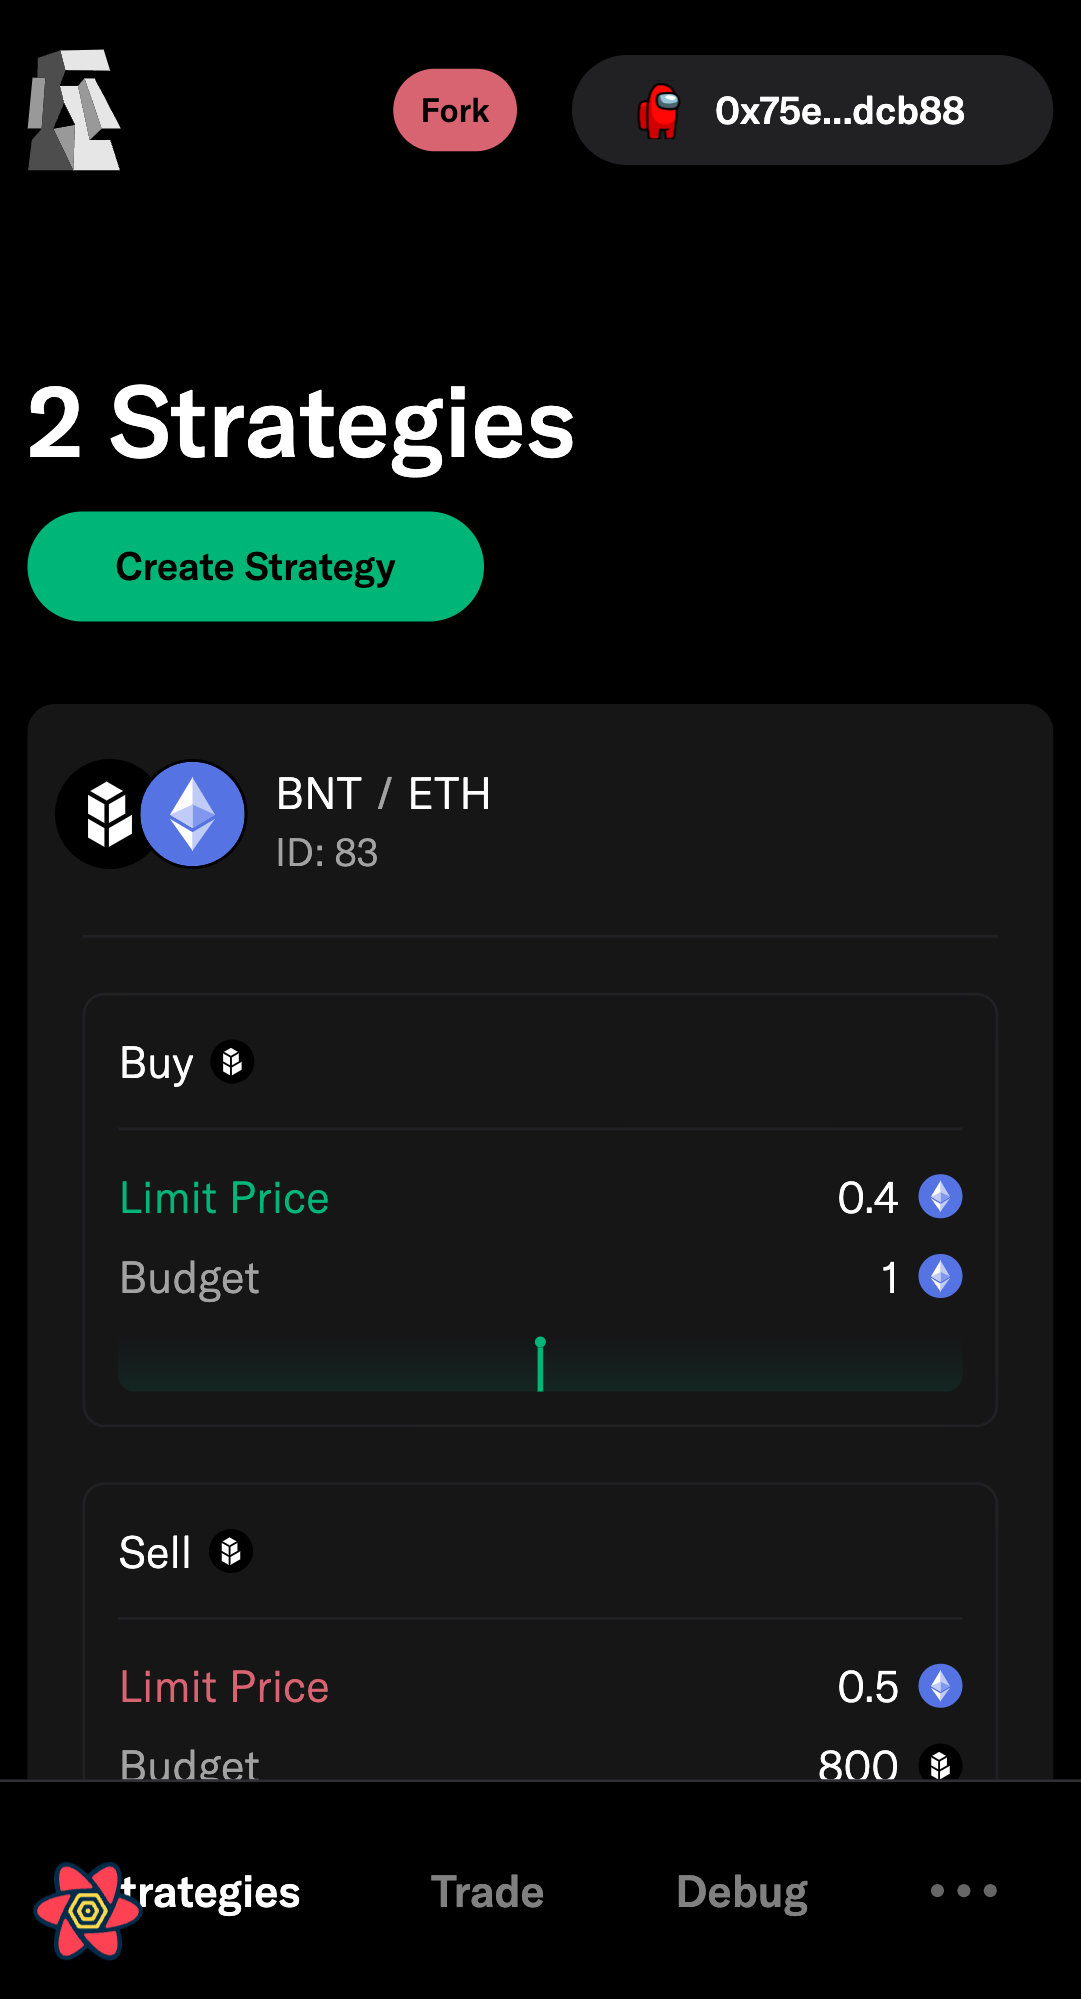 Fork
0x75e...dcb88
2 Strategies
Create Strategy
BNT / ETH
ID: 83
Buy
Limit Price 0.4
Budget 1
Sell
Limit Price 0.5
Budget 800
trategies Trade Debug